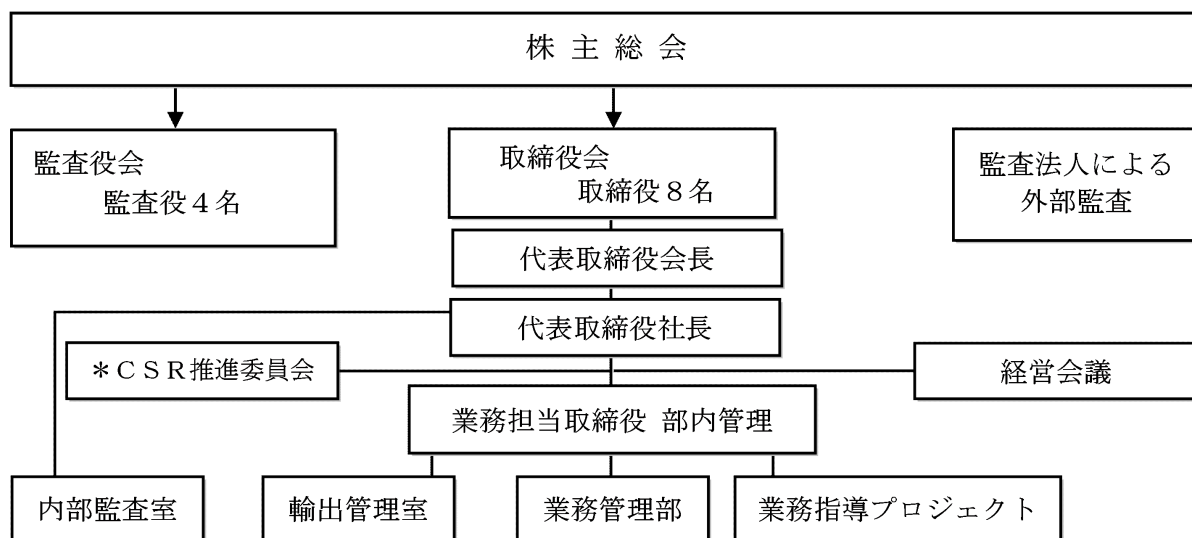 株 主 総 会
監査役会
監査役４名
取締役会
取締役８名
監査法人による
外部監査
代表取締役会長
代表取締役社長
＊ＣＳＲ推進委員会
経営会議
業務担当取締役 部内管理
内部監査室
輸出管理室
業務管理部
業務指導プロジェクト